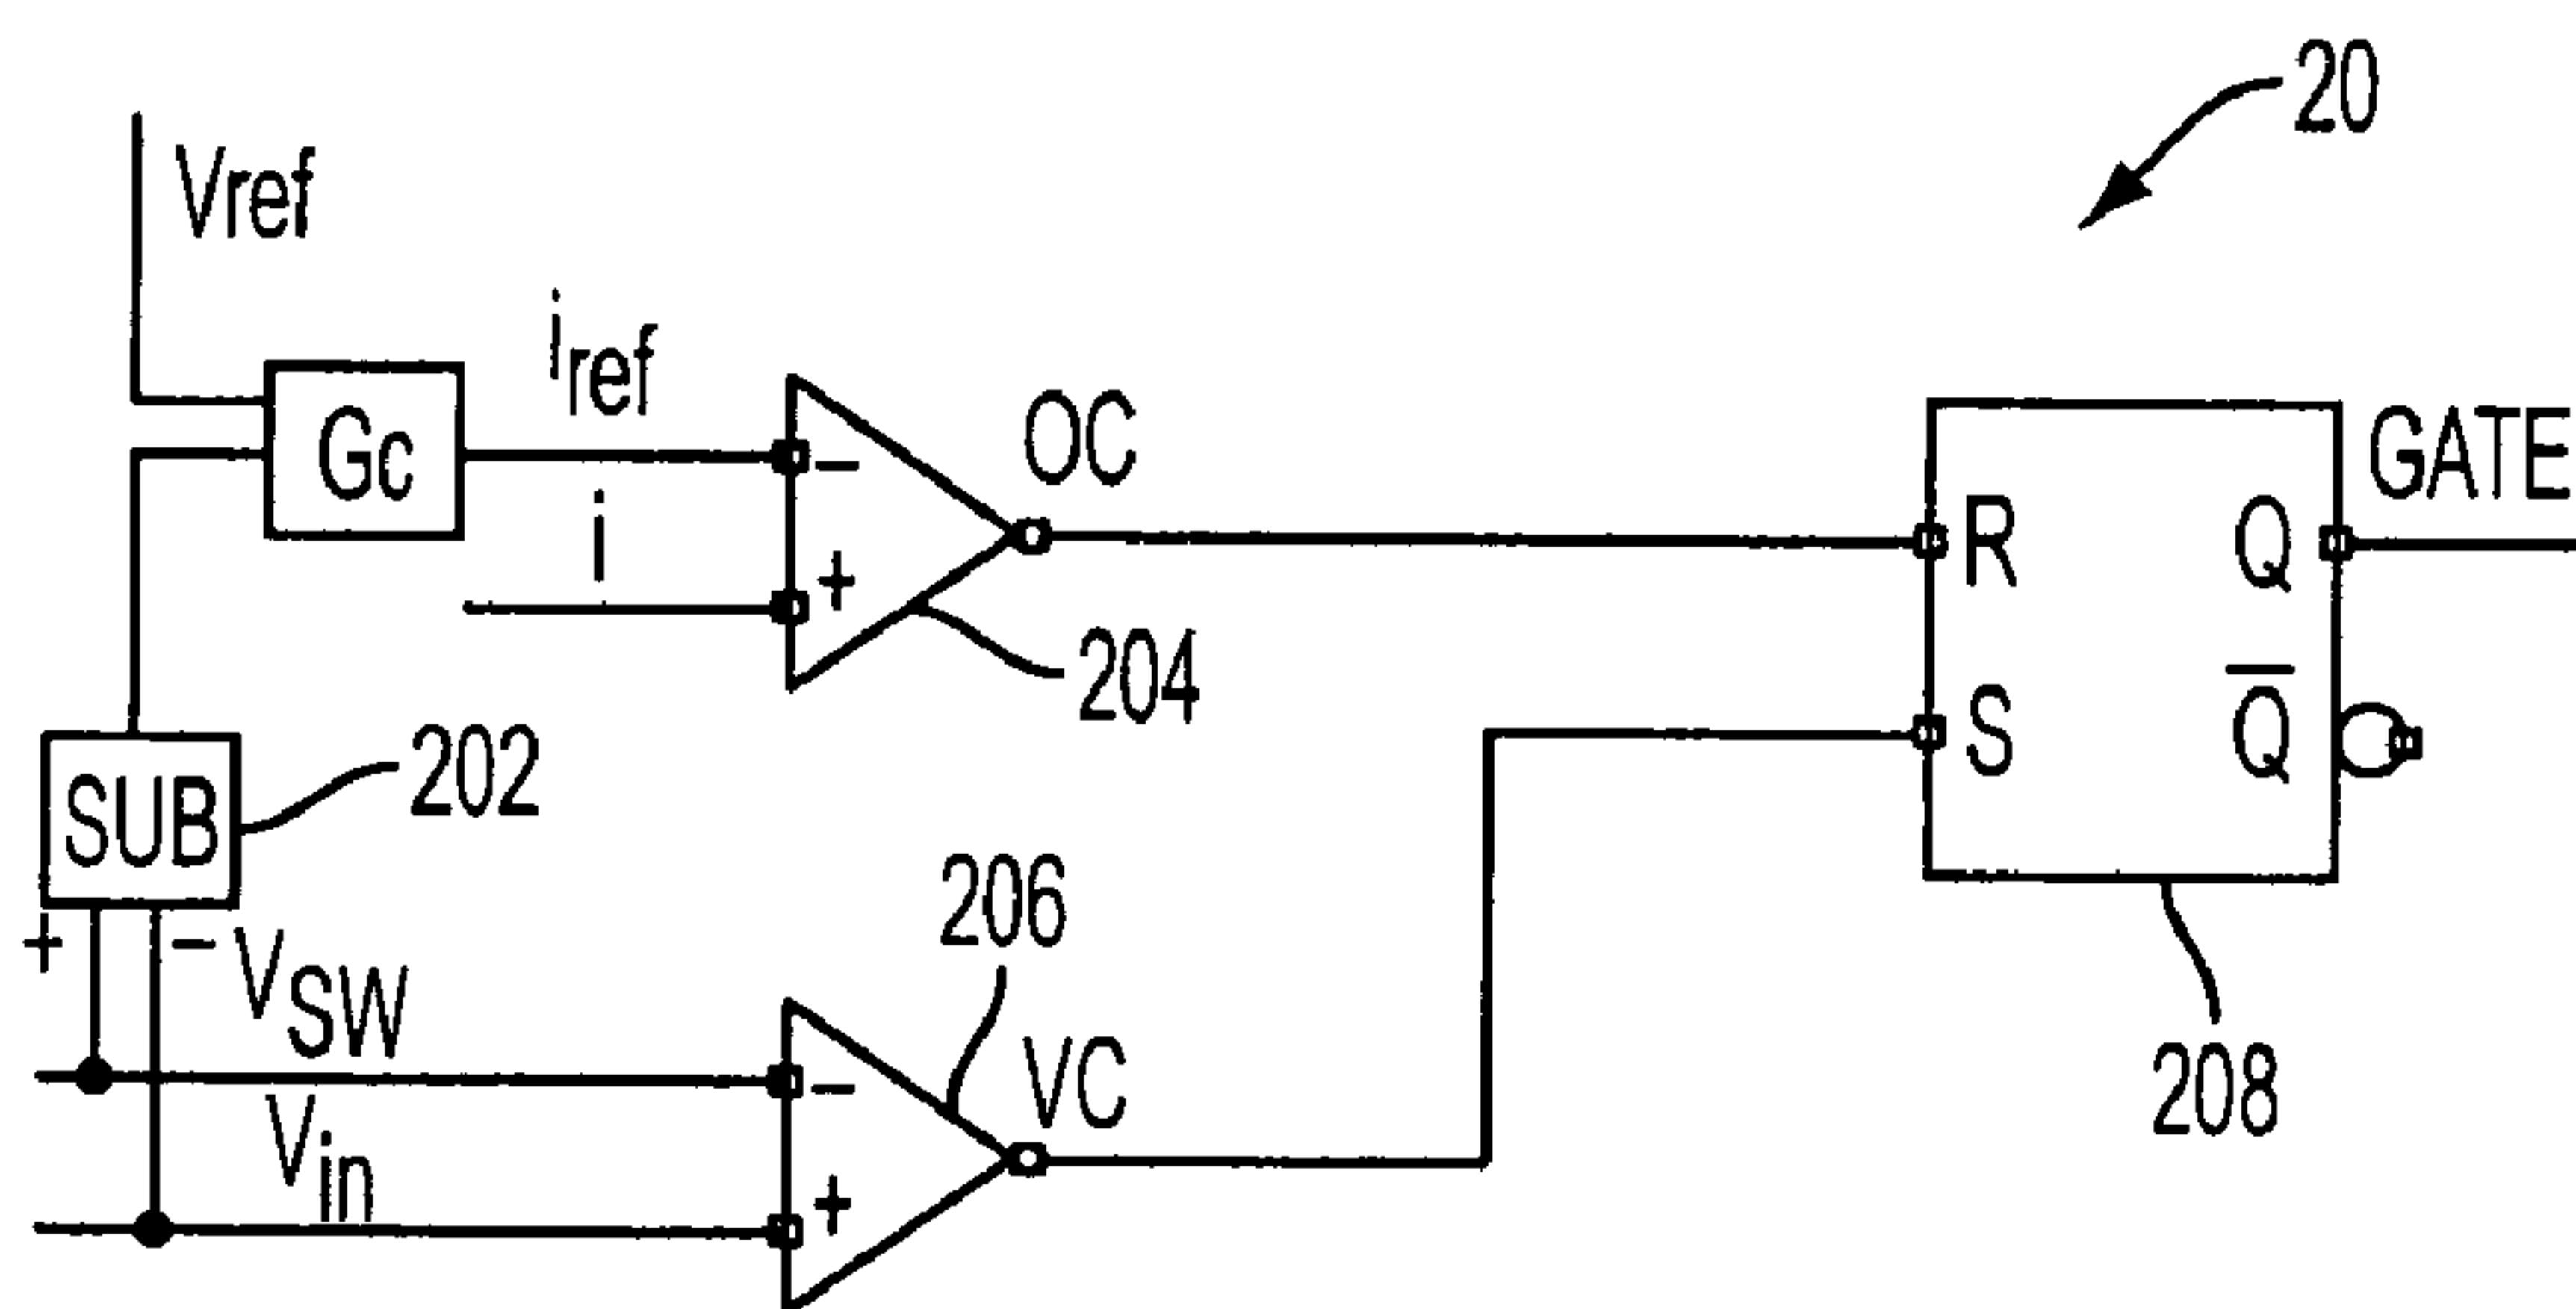 20
Vref
iref
Gc
i
−
+
OC
204
R
S
Q
Q̅
GATE
SUB
202
+
−
VSW
Vin
206
−
+
VC
208